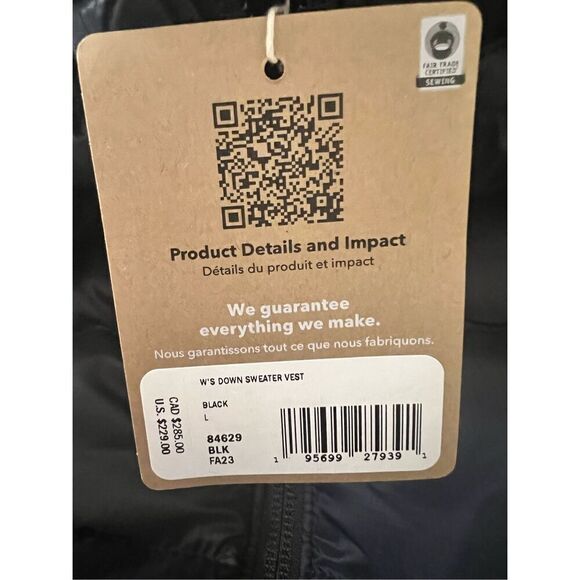 FAIR TRADE
CERTIFIED
SEWING
Product Details and Impact
Détails du produit et impact
We guarantee
everything we make.
Nous garantissons tout ce que nous fabriquons.
CAD $285.00
U.S. $229.00
W'S DOWN SWEATER VEST
BLACK
L
84629
BLK
FA23
1 95699 27939 1